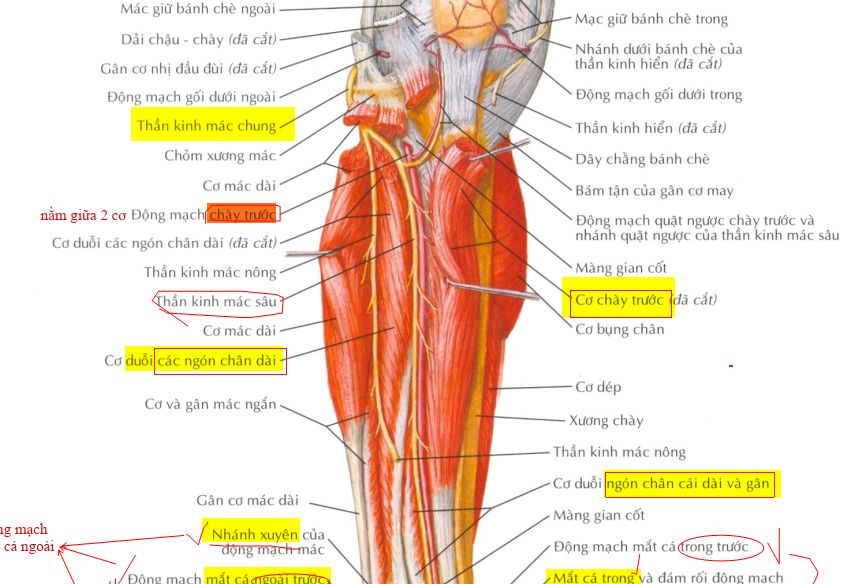 Mác giữ bánh chè ngoài
Dải chậu - chày (đã cắt)
Gân cơ nhị đầu đùi (đã cắt)
Động mạch gối dưới ngoài
Thần kinh mác chung
Chỏm xương mác
Cơ mác dài
nằm giữa 2 cơ Động mạch chày trước
Cơ duỗi các ngón chân dài (đã cắt)
Thần kinh mác nông
Thần kinh mác sâu
Cơ mác dài
Cơ duỗi các ngón chân dài
Cơ và gân mác ngắn
Gân cơ mác dài
mạch
cá ngoài
Nhánh xuyên của
động mạch mác
Động mạch mắt cá ngoài trước
Mạc giữ bánh chè trong
Nhánh dưới bánh chè của
thần kinh hiển (đã cắt)
Động mạch gối dưới trong
Thần kinh hiển (đã cắt)
Dây chằng bánh chè
Bám tận của gân cơ may
Động mạch quặt ngược chày trước và
nhánh quặt ngược của thần kinh mác sâu
Màng gian cốt
Cơ chày trước (đã cắt)
Cơ bụng chân
Cơ dép
Xương chày
Thần kinh mác nông
Cơ duỗi ngón chân cái dài và gân
Màng gian cốt
Động mạch mắt cá trong trước
Mắt cá trong và đám rối động mạch